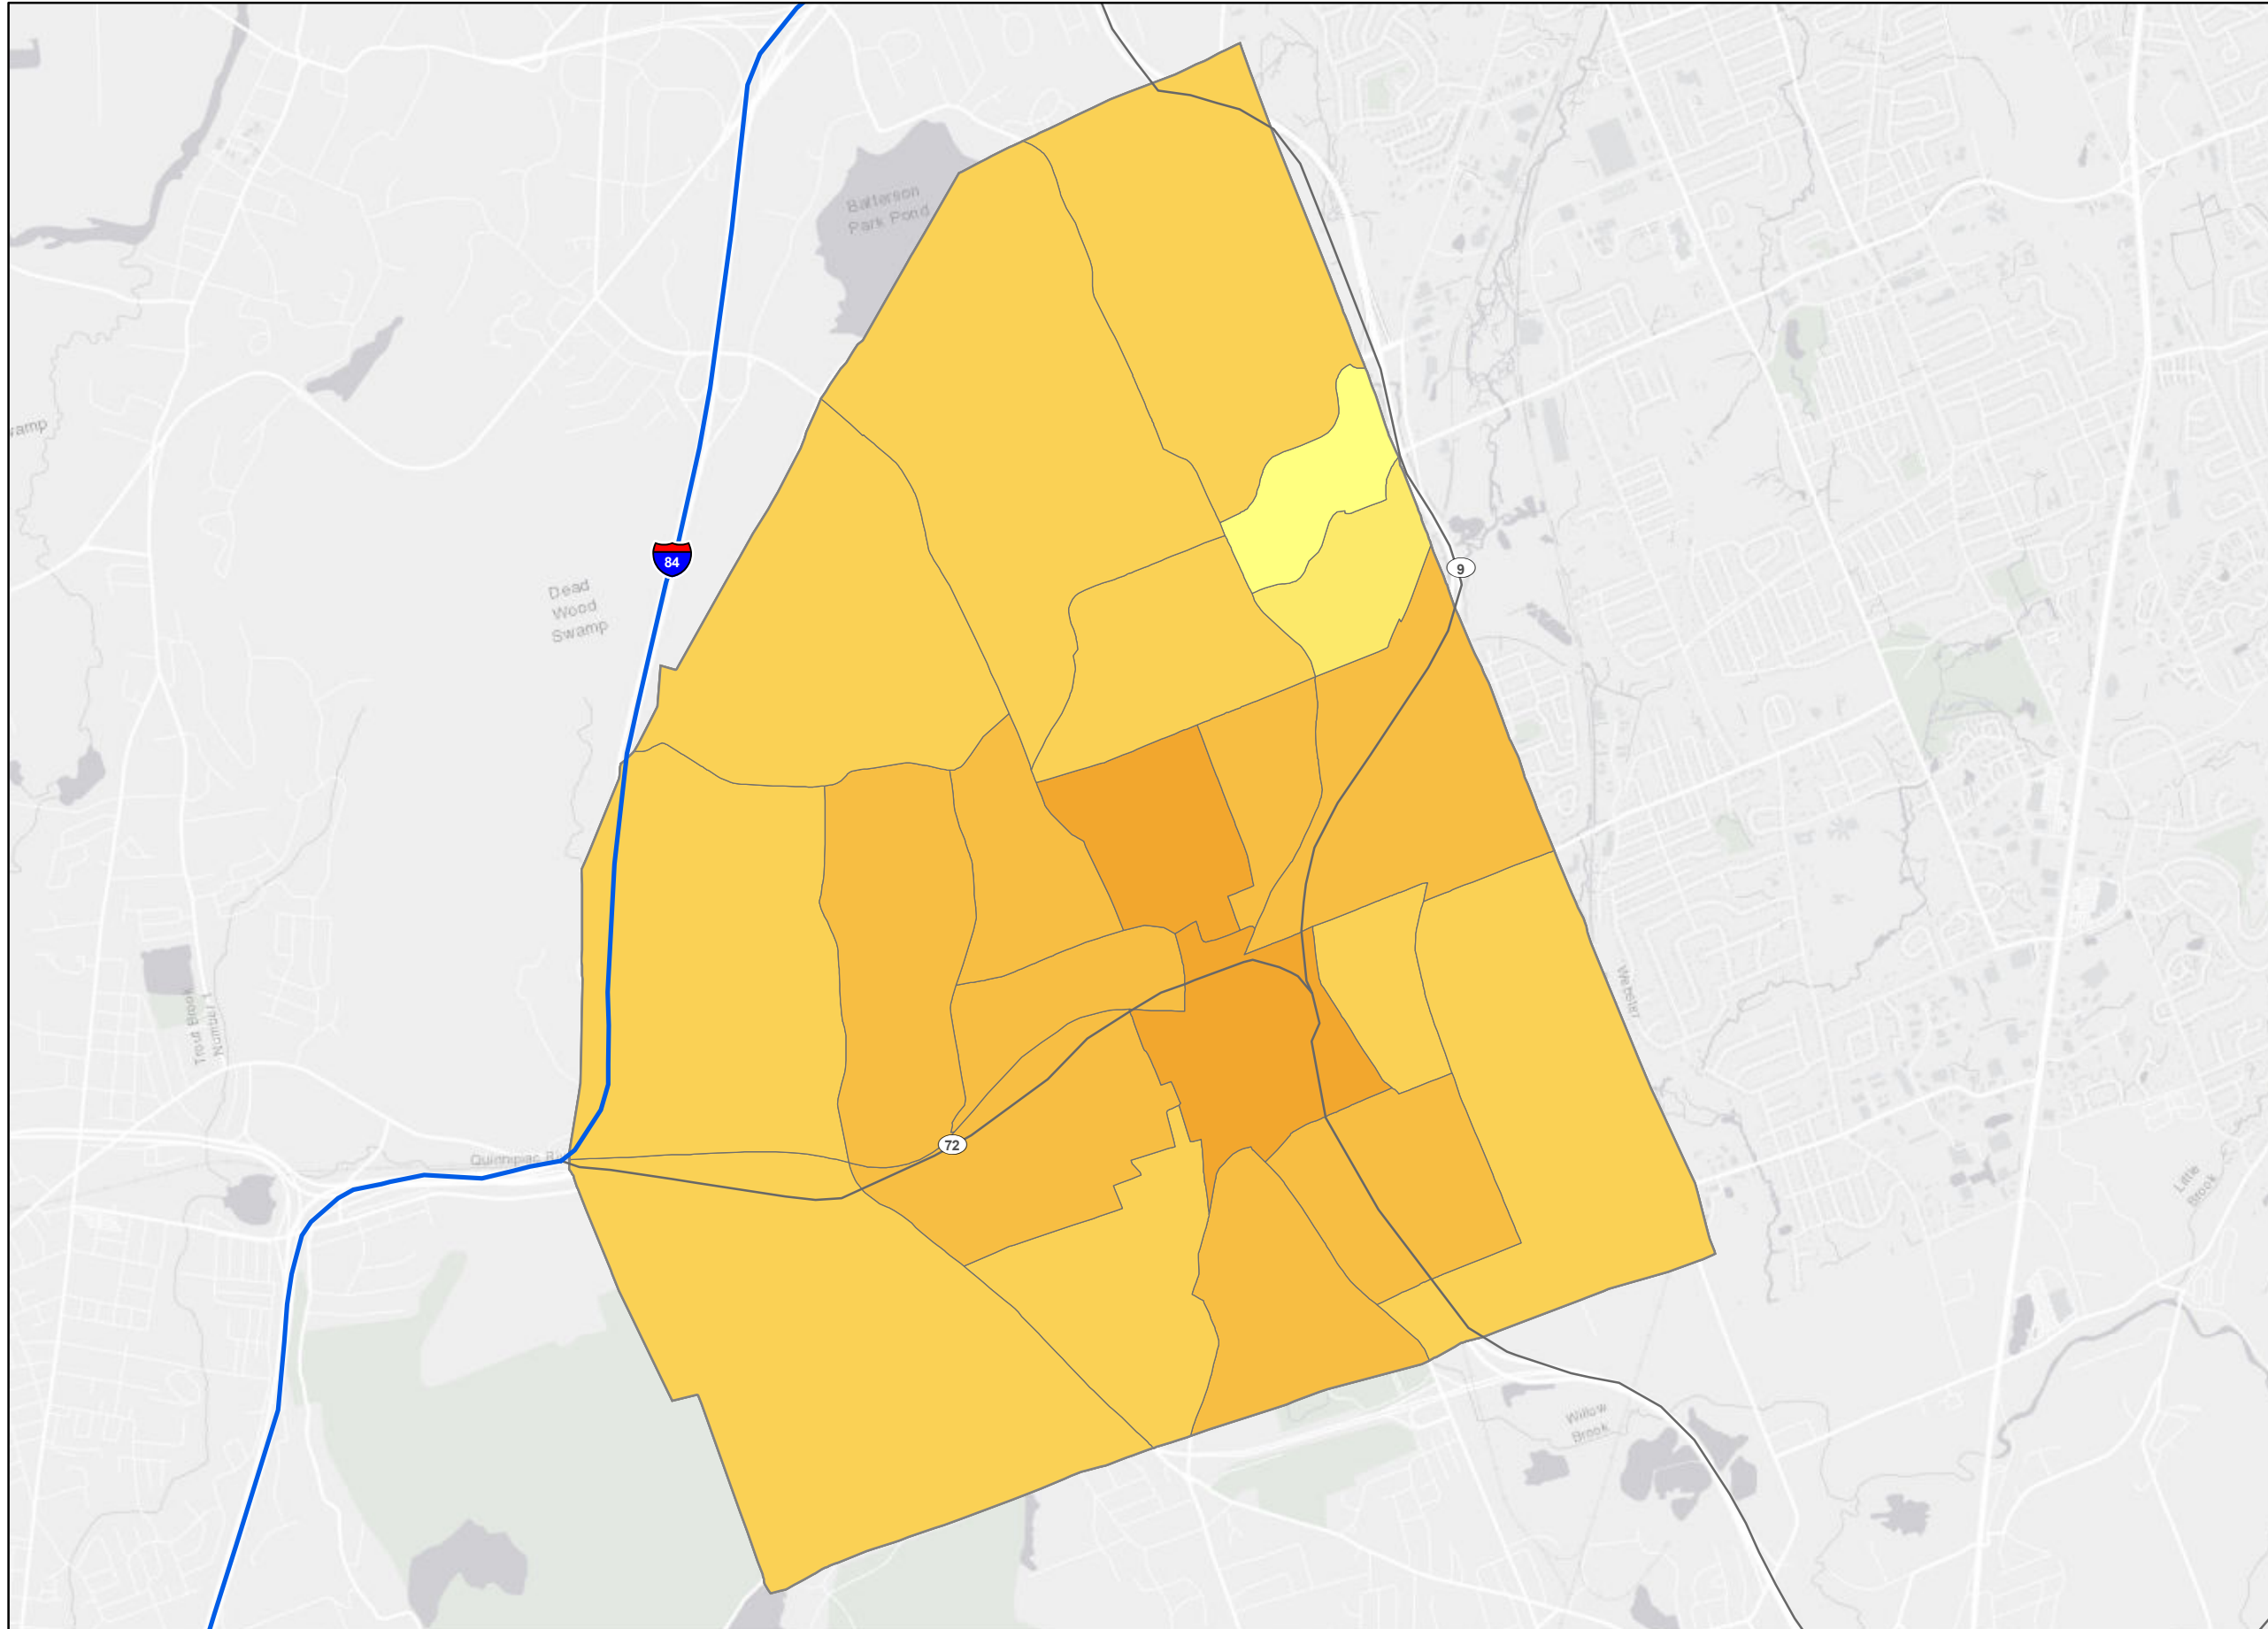 Batterson
Park Pond
wamp
84
9
Dead
Wood
Swamp
Webster
Trout Brook
Number 1
72
Quinnipiac Ri
Little
Brook
Willow
Brook